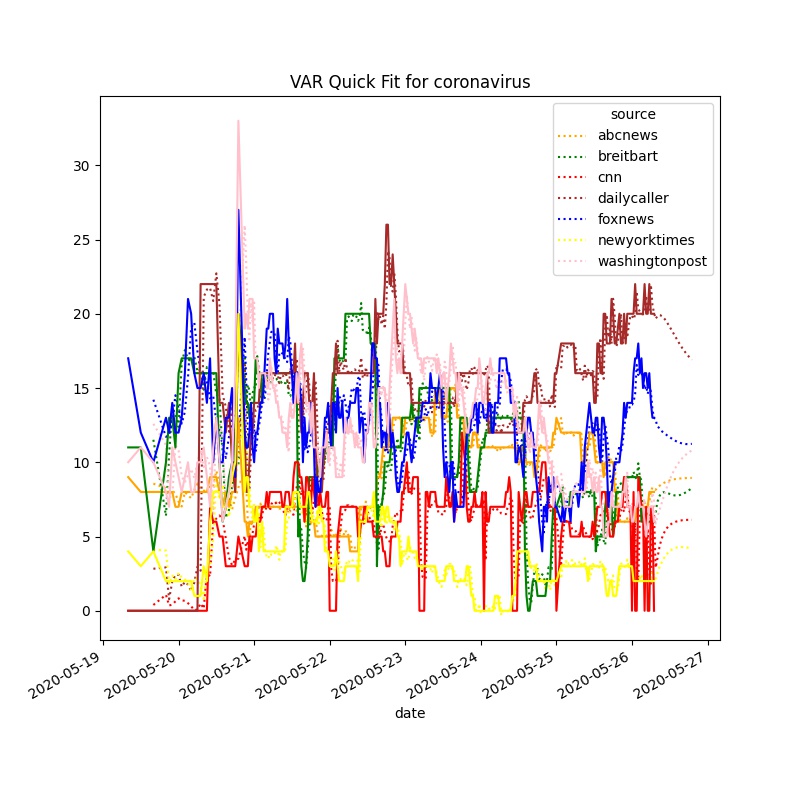 VAR Quick Fit for coronavirus
source
abcnews
breitbart
cnn
dailycaller
foxnews
newyorktimes
washingtonpost
30
25
20
15
10
5
0
2020-05-19
2020-05-20
2020-05-21
2020-05-22
2020-05-23
2020-05-24
2020-05-25
2020-05-26
2020-05-27
date